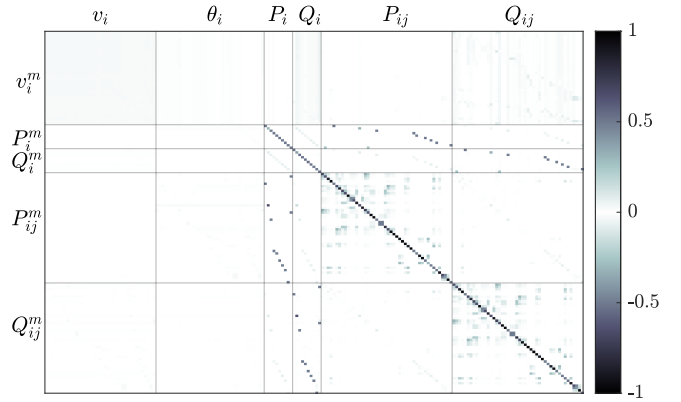 v_i θ_i P_i Q_i P_ij Q_ij
1
v_i^m
0.5
P_i^m
Q_i^m
0
P_ij^m
-0.5
Q_ij^m
-1